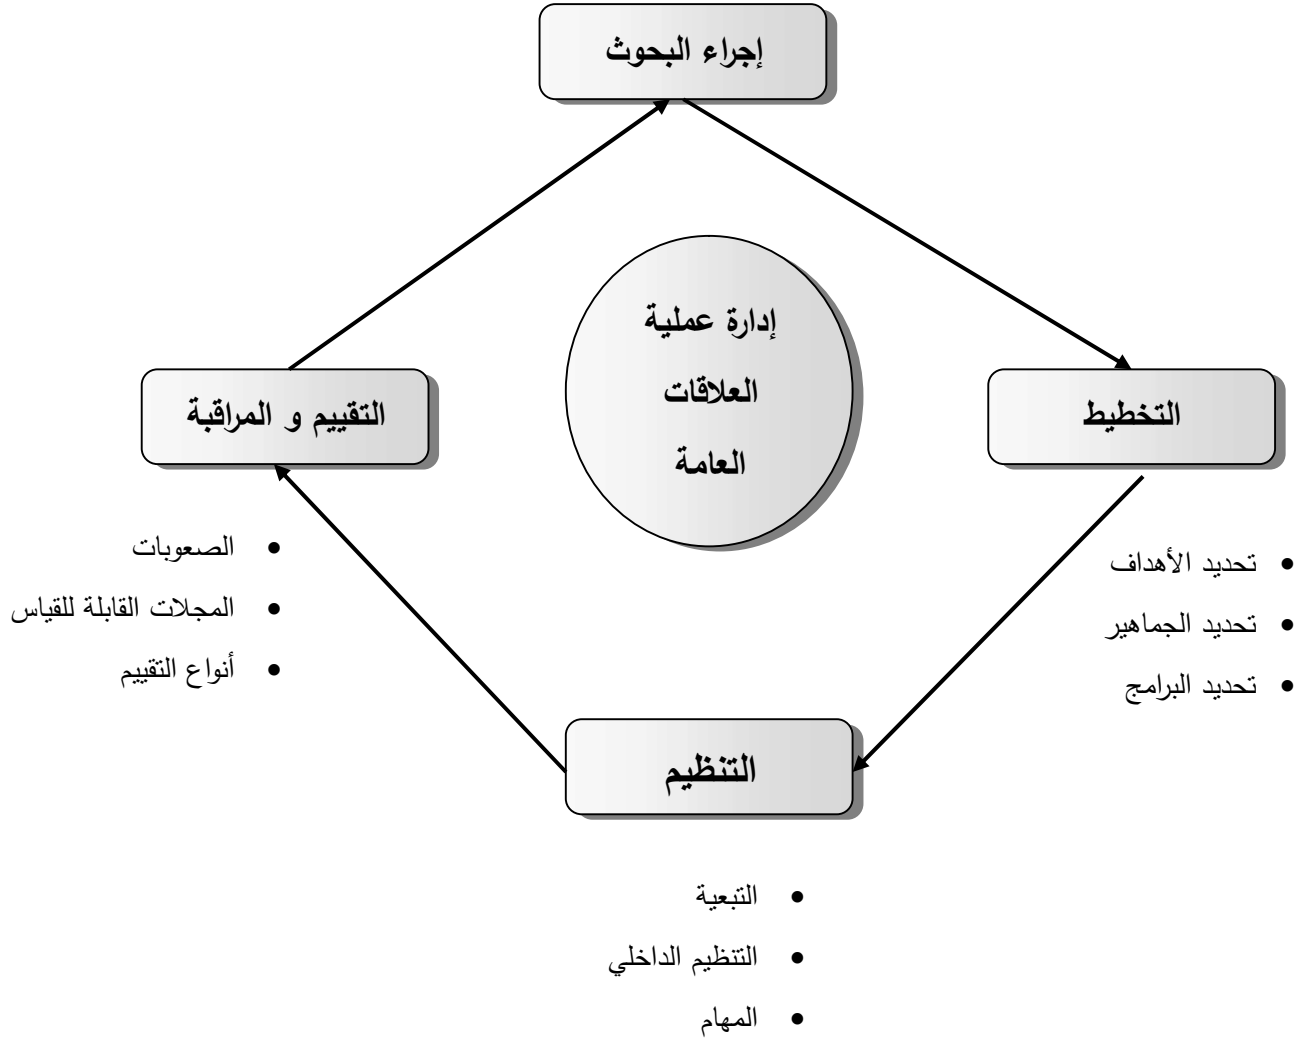 إجراء البحوث
إدارة عملية
العلاقات
العامة
التخطيط
• تحديد الأهداف
• تحديد الجماهير
• تحديد البرامج
التنظيم
• التبعية
• التنظيم الداخلي
• المهام
التقييم و المراقبة
• الصعوبات
• المجلات القابلة للقياس
• أنواع التقييم